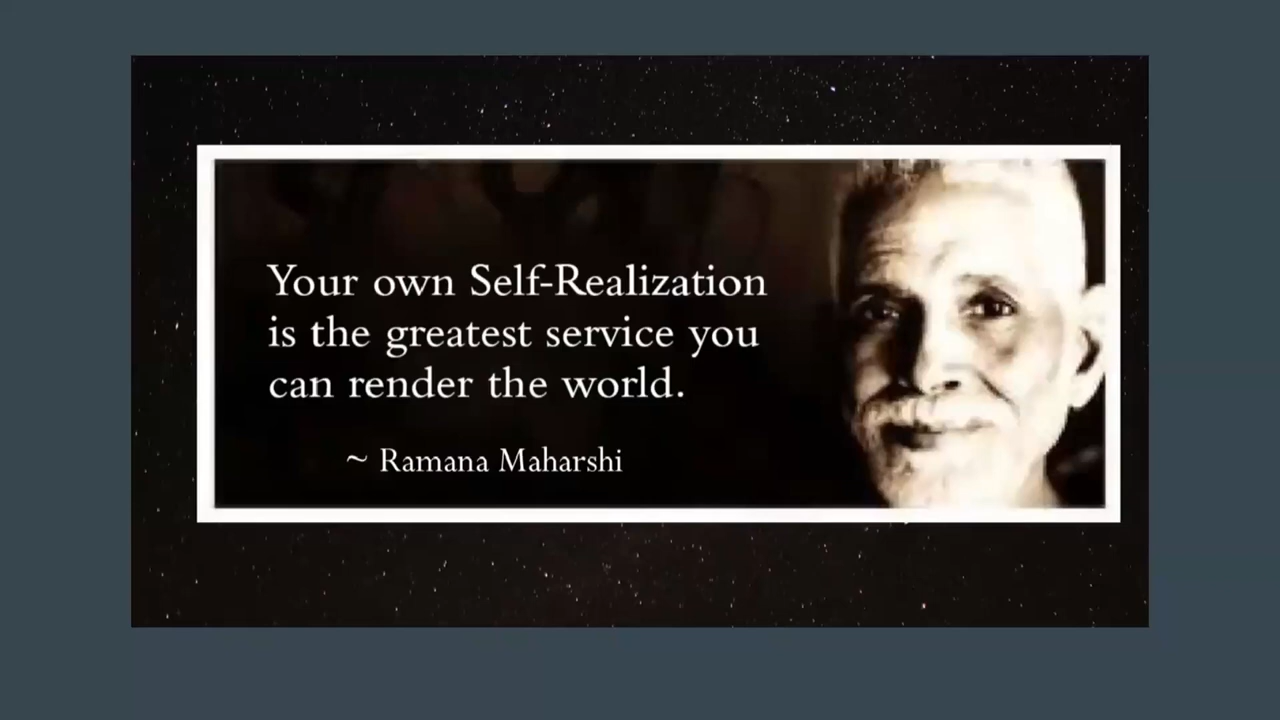 Your own Self-Realization
is the greatest service you
can render the world.
~ Ramana Maharshi